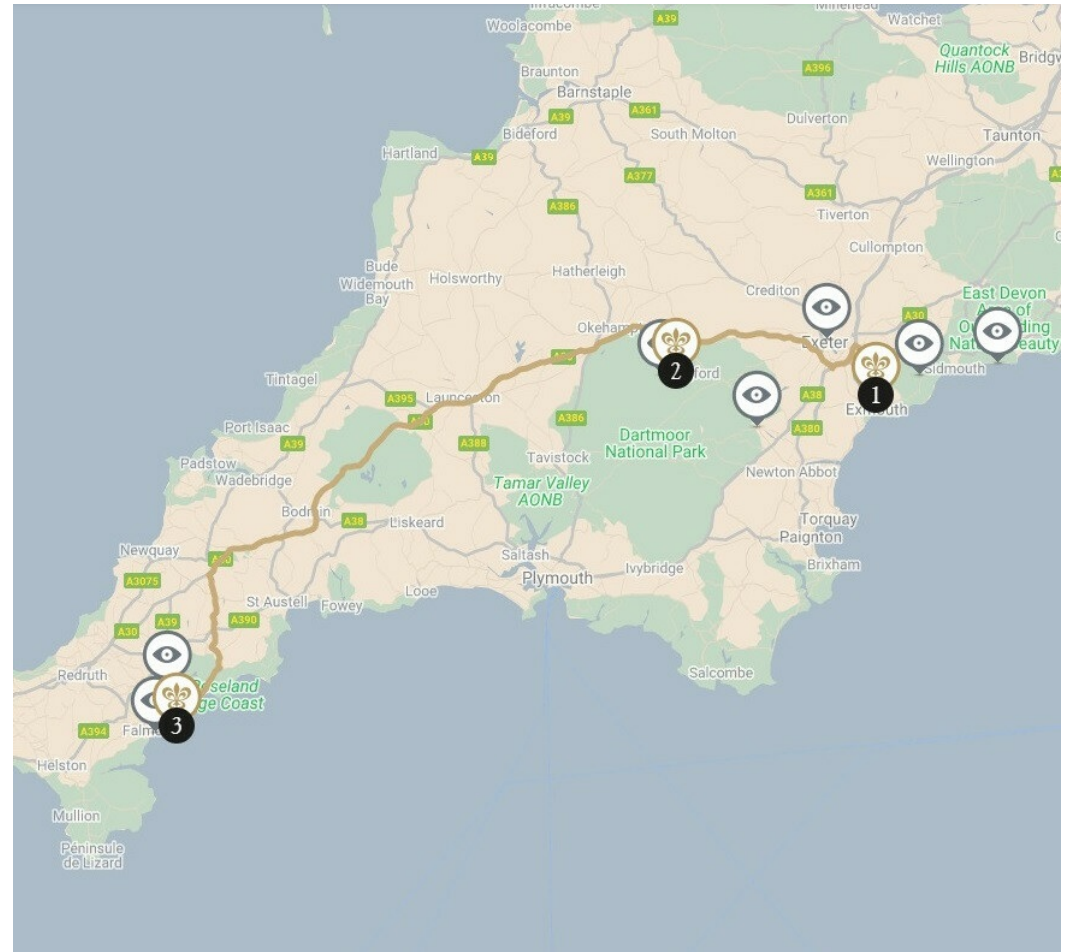 Woolacombe
A39
Watchet
Quantock
Hills AONB
Braunton
A396
Barnstaple
A361
Dulverton
A39
Bideford
South Molton
Taunton
Hartland
A39
Wellington
A377
A361
A386
Tiverton
Cullompton
Bude
Widemouth
Bay
Holsworthy
Hatherleigh
Crediton
East Devon
A30
Exeter
Sidmouth
2
1
Tintagel
A395
Launceston
A38
Exmouth
A386
A380
Port Isaac
A39
A388
Dartmoor
National Park
Padstow
Wadebridge
Tavistock
Newton Abbot
Tamar Valley
AONB
Bodmin
A38
Liskeard
Torquay
Paignton
Newquay
A30
Saltash
Plymouth
Ivybridge
Brixham
A3075
St Austell
Fowey
Looe
A39
A390
A30
Redruth
Salcombe
3
A394
Helston
Mullion
Péninsule
de Lizard